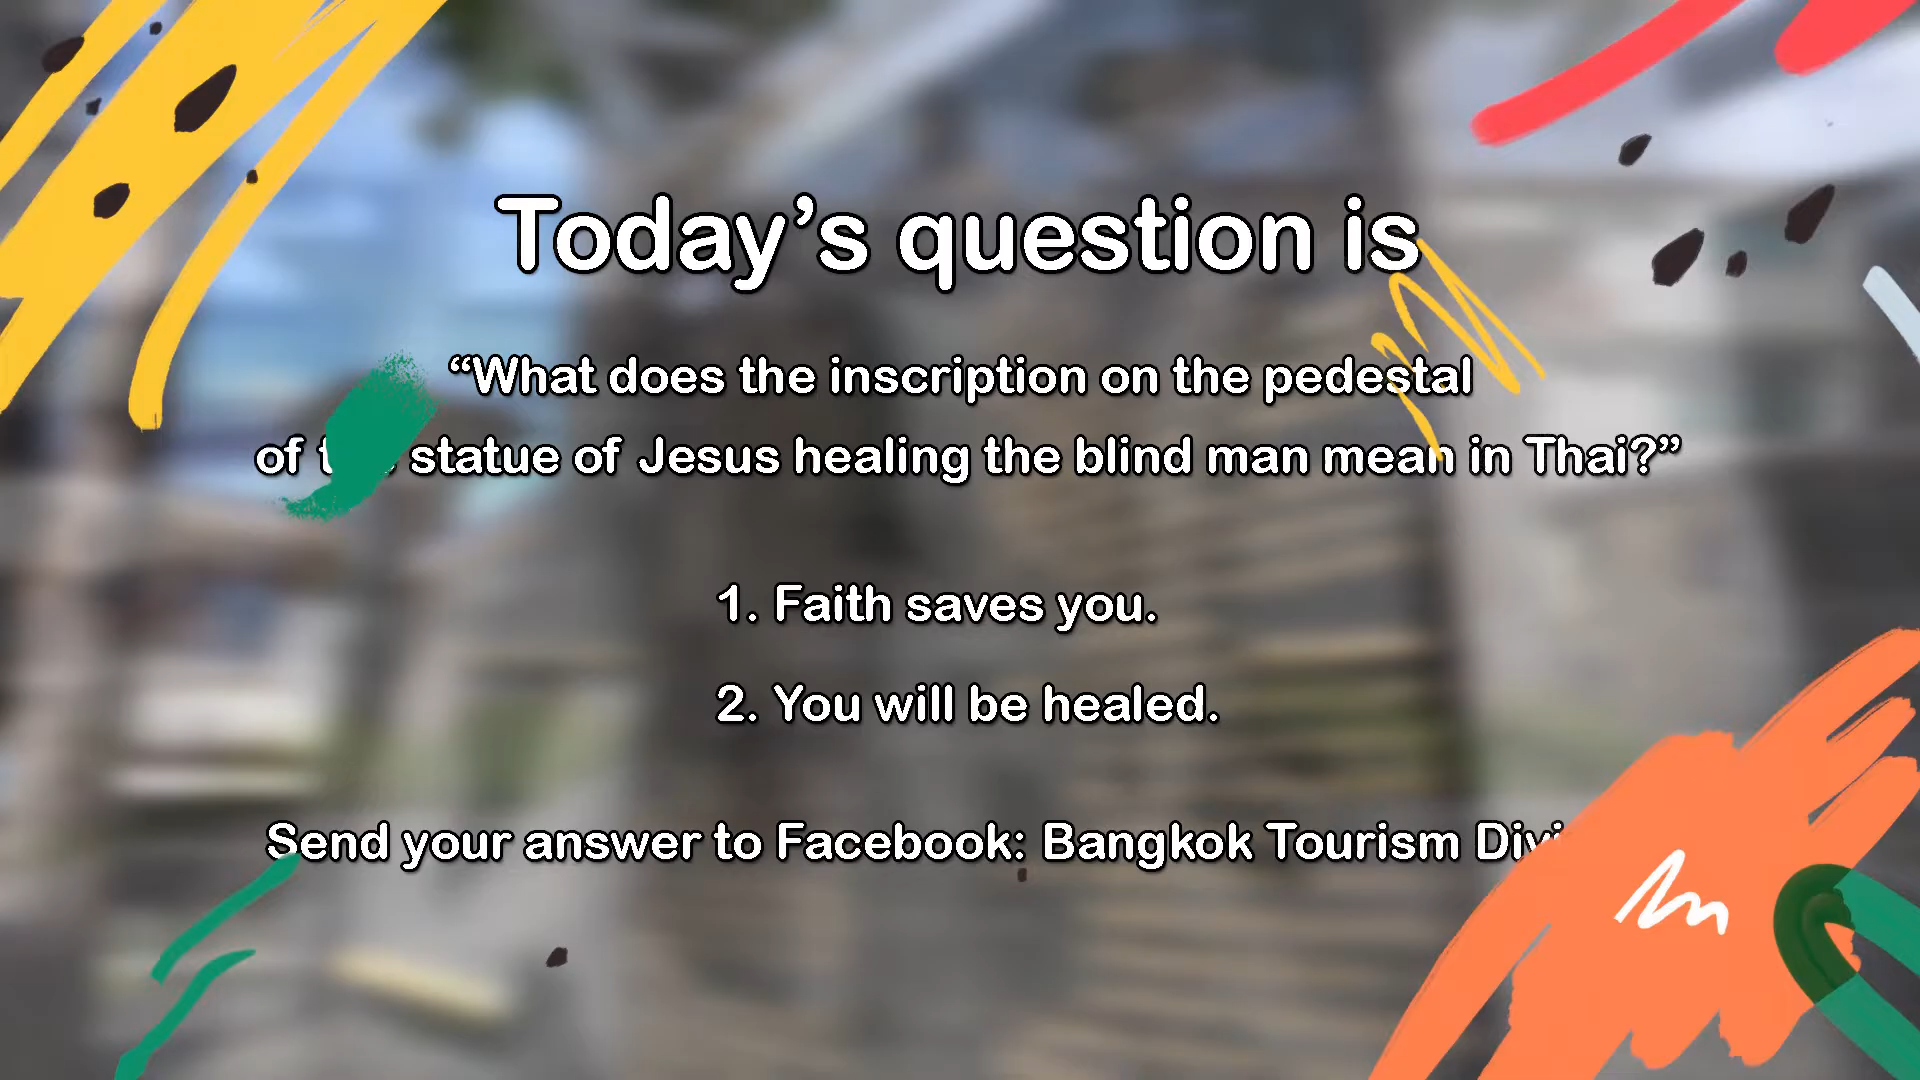 Today’s question is
“What does the inscription on the pedestal
of statue of Jesus healing the blind man mean in Thai?”
1. Faith saves you.
2. You will be healed.
Send your answer to Facebook: Bangkok Tourism